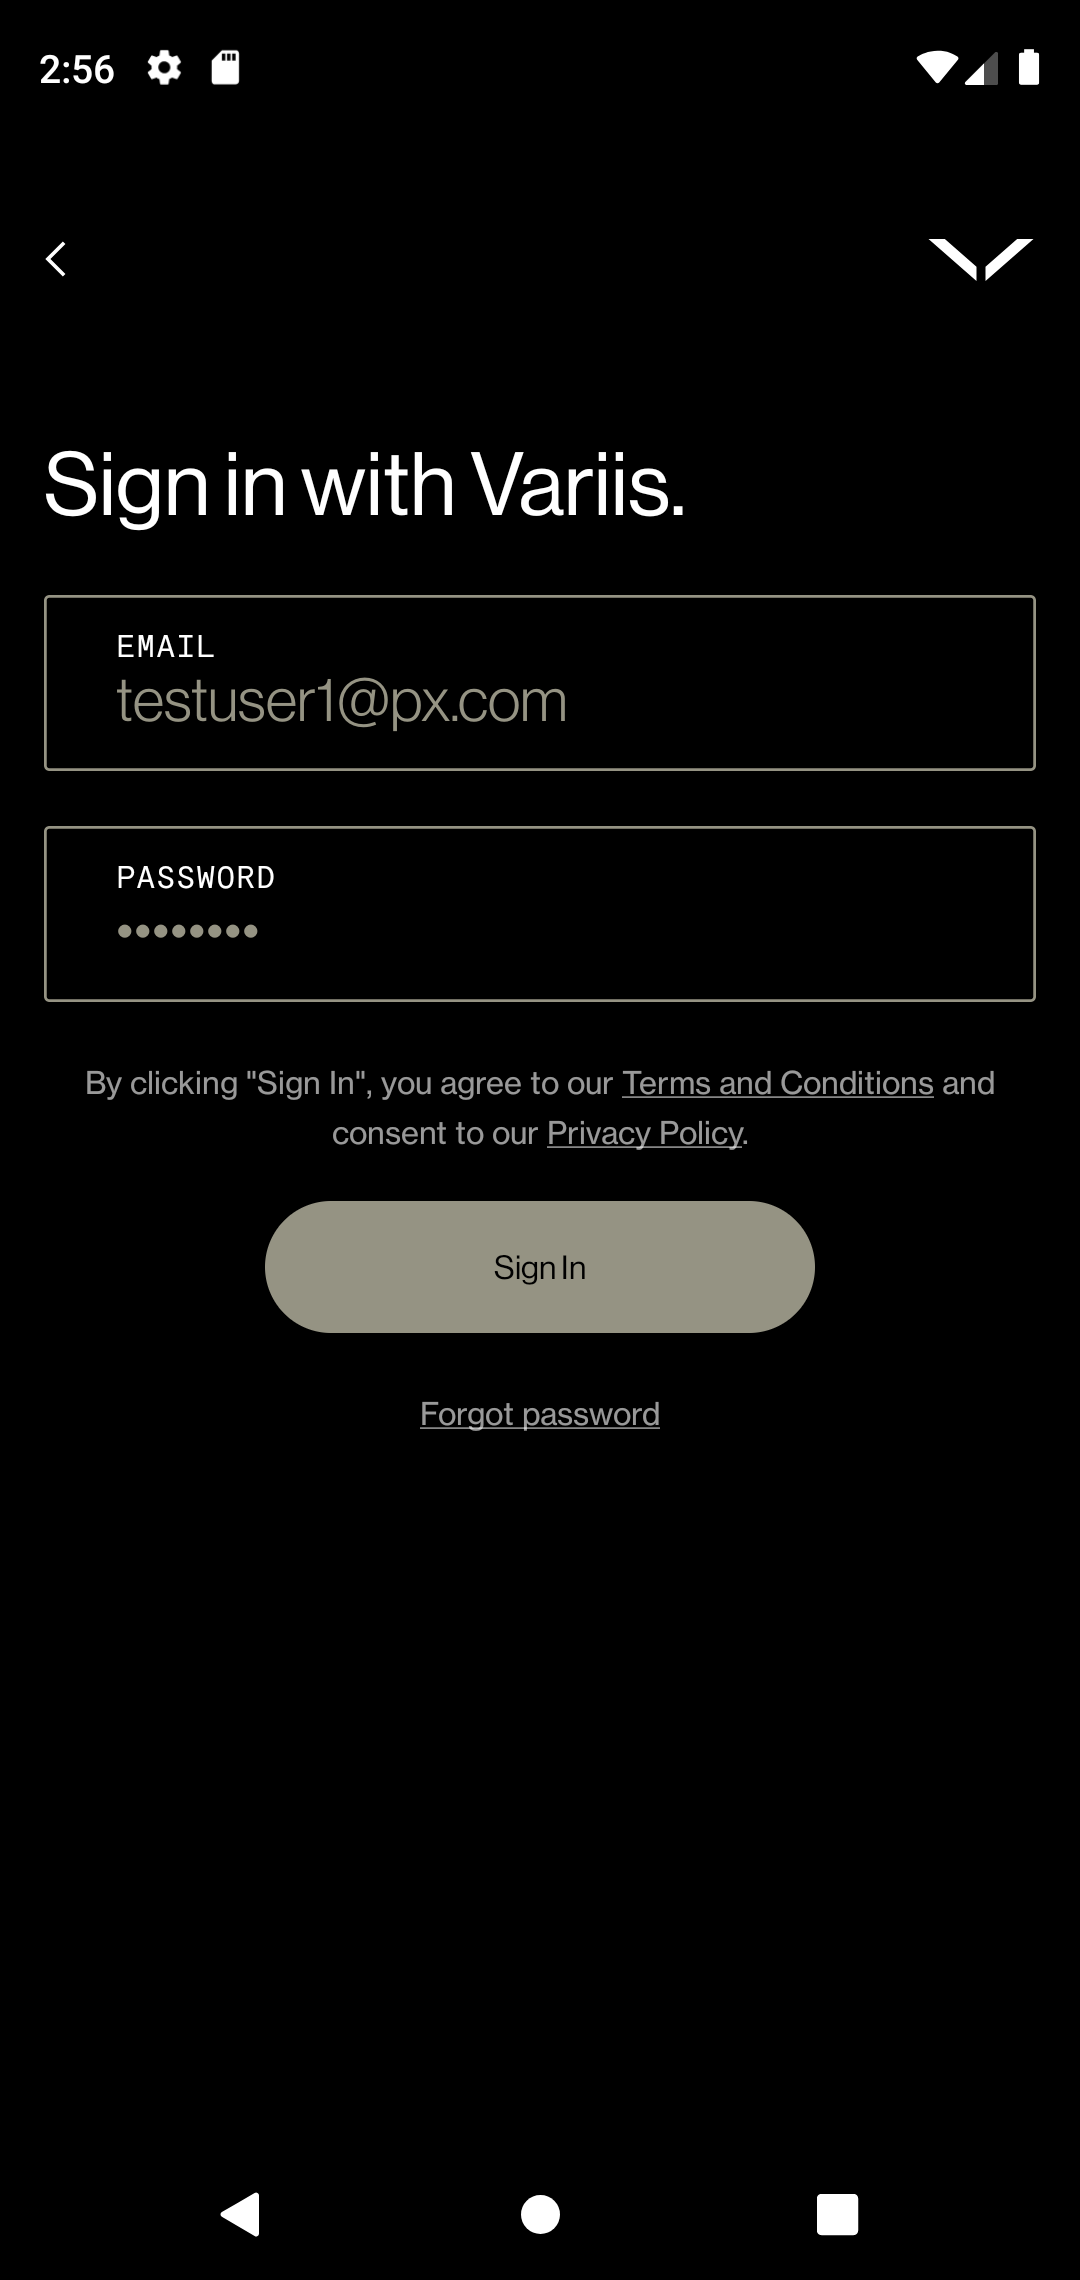 2:56
Sign in with Variis.
EMAIL
testuser1@px.com
PASSWORD
••••••••
By clicking "Sign In", you agree to our Terms and Conditions and
consent to our Privacy Policy.
Sign In
Forgot password